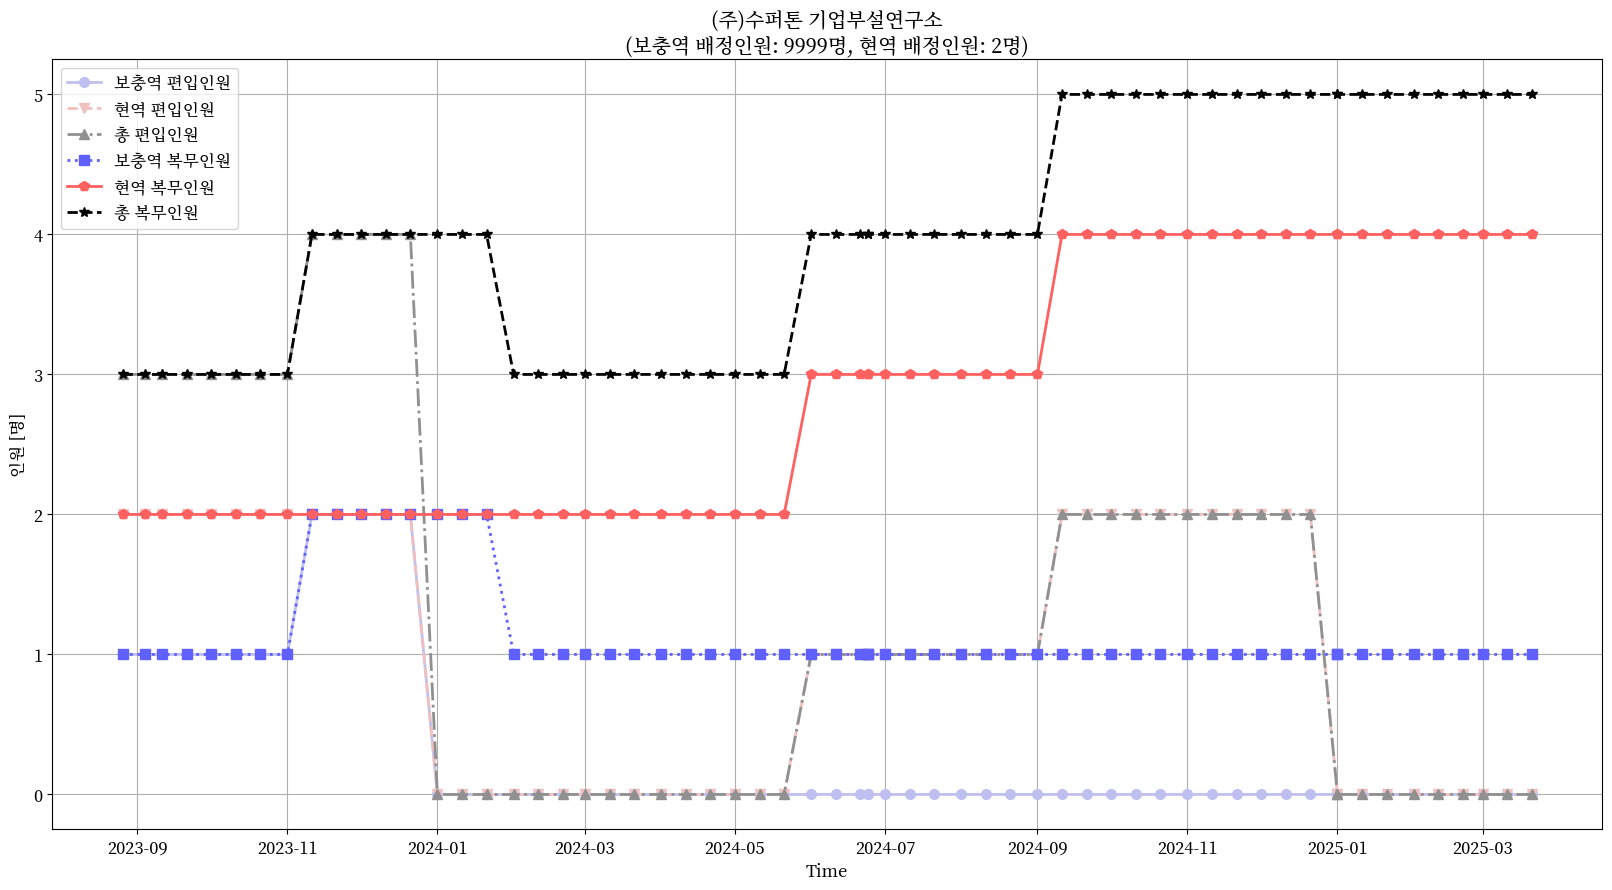 (주)수퍼톤 기업부설연구소
(보충역 배정인원: 9999명, 현역 배정인원: 2명)
보충역 편입인원
현역 편입인원
총 편입인원
보충역 복무인원
현역 복무인원
총 복무인원
인원 [명]
5
4
3
2
1
0
2023-09 2023-11 2024-01 2024-03 2024-05 2024-07 2024-09 2024-11 2025-01 2025-03
Time